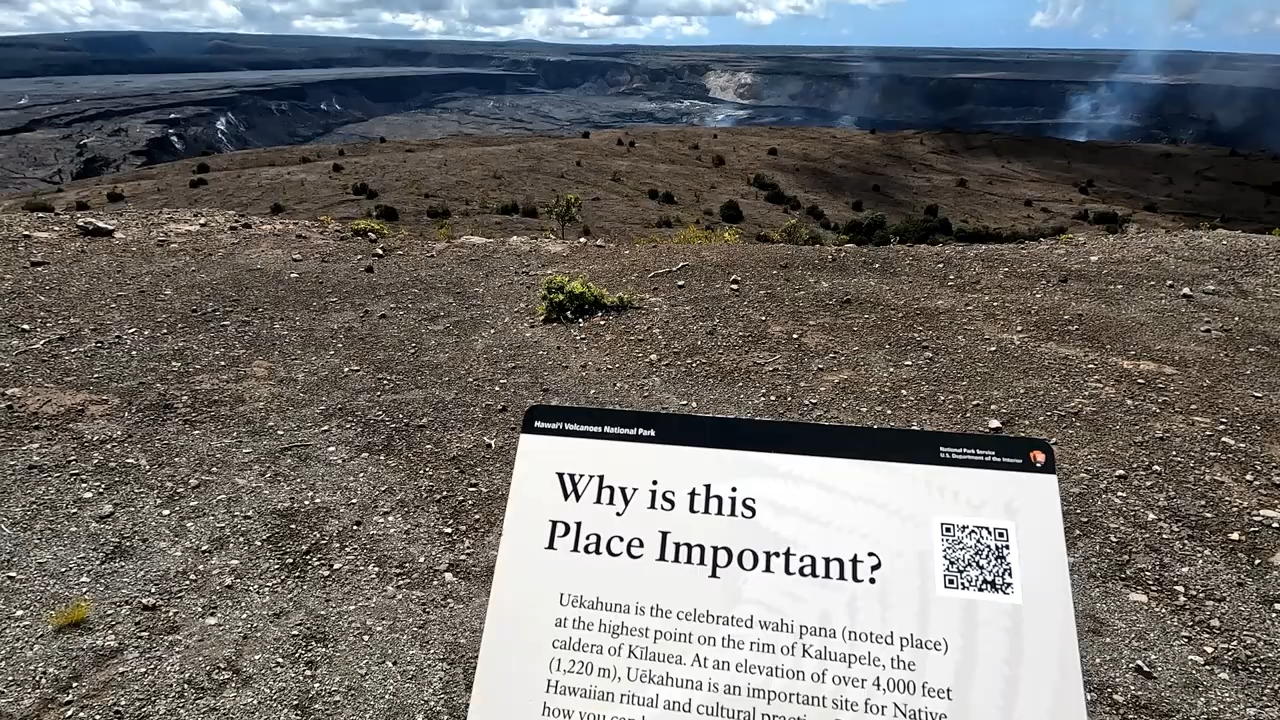 Hawai'i Volcanoes National Park
National Park Service
U.S. Department of the Interior
Why is this
Place Important?
Uēkahuna is the celebrated wahi pana (noted place)
at the highest point on the rim of Kaluapele, the
caldera of Kīlauea. At an elevation of over 4,000 feet
(1,220 m), Uēkahuna is an important site for Native
Hawaiian ritual and cultural
how you can